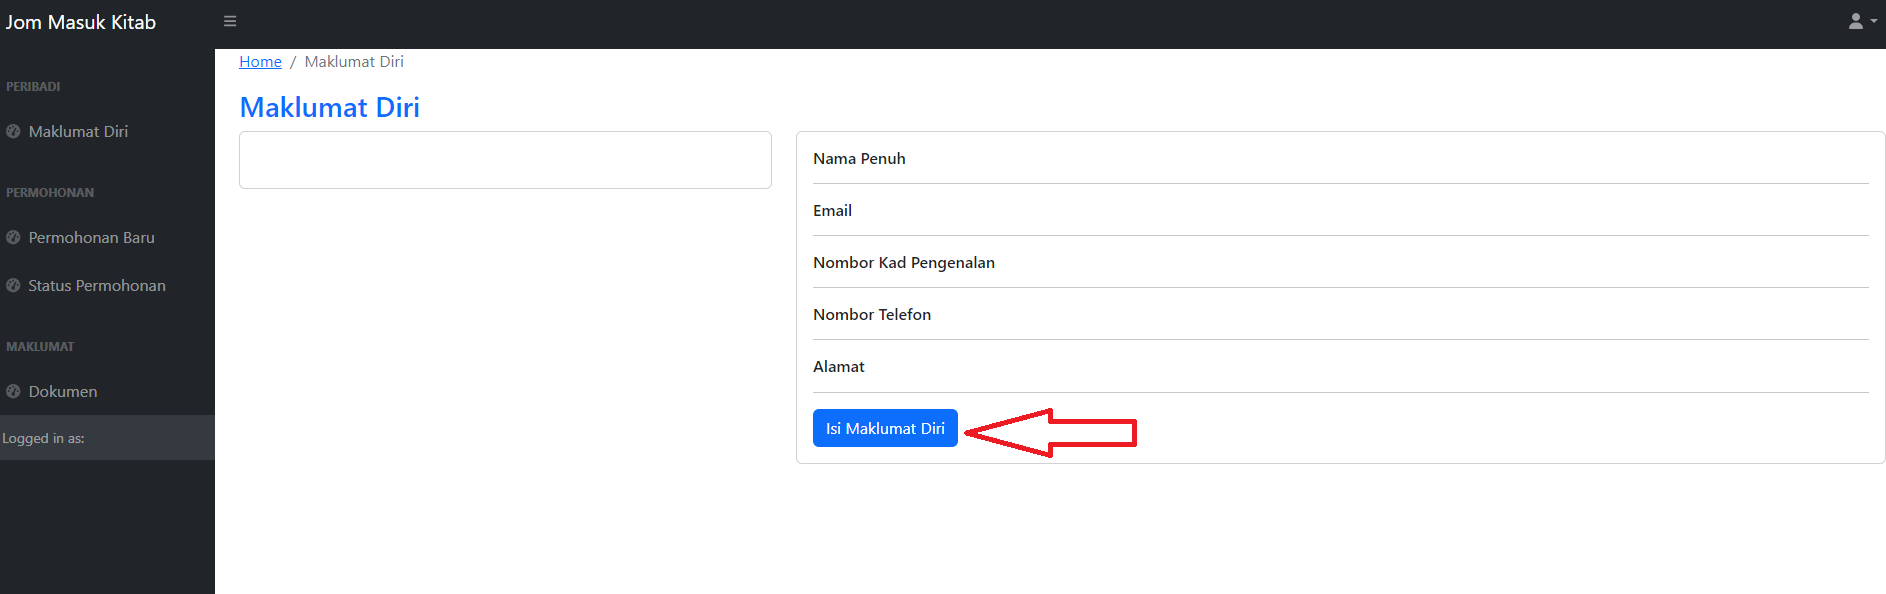 Jom Masuk Kitab
PERIBADI
Maklumat Diri
PERMOHONAN
Permohonan Baru
Status Permohonan
MAKLUMAT
Dokumen
Logged in as:
Home / Maklumat Diri
Maklumat Diri
Nama Penuh
Email
Nombor Kad Pengenalan
Nombor Telefon
Alamat
Isi Maklumat Diri